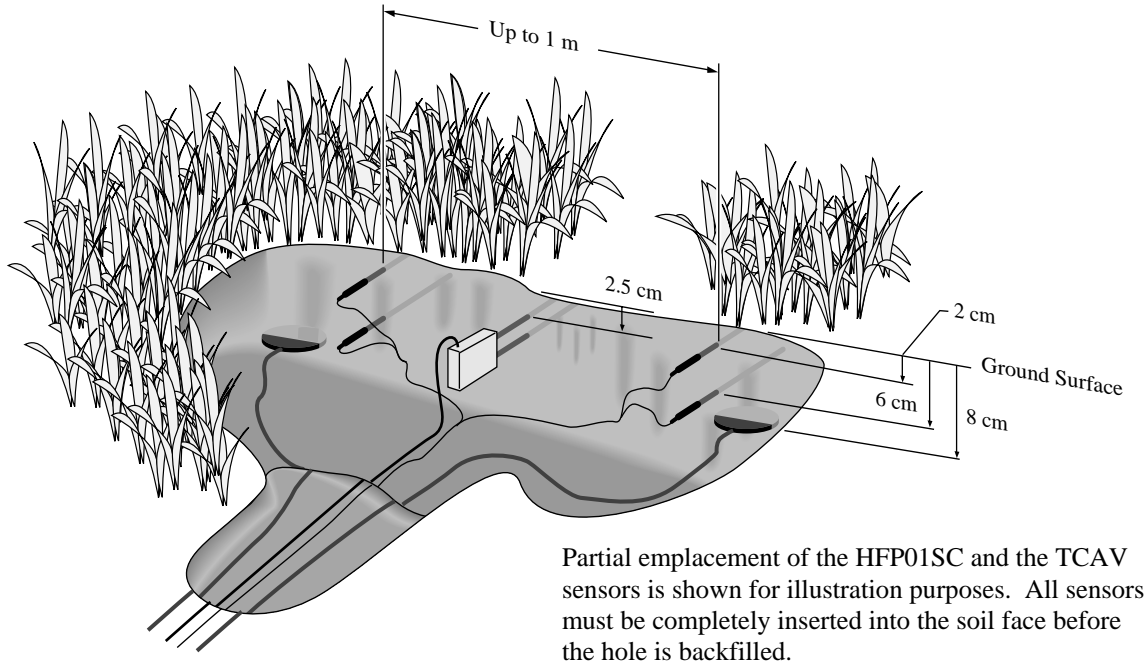 Up to 1 m
2.5 cm
2 cm
Ground Surface
6 cm
8 cm
Partial emplacement of the HFP01SC and the TCAV
sensors is shown for illustration purposes.  All sensors
must be completely inserted into the soil face before
the hole is backfilled.